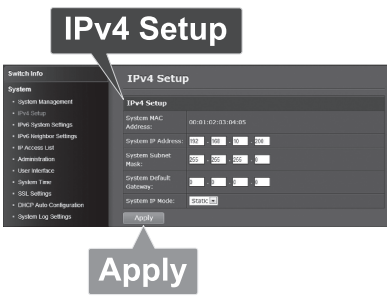 IPv4 Setup
Switch Info
System
System Management
IPv4 Setup
IPv6 System Settings
IPv6 Neighbor Settings
IP Access List
Administration
User Interface
System Time
SSL Settings
DHCP Auto Configuration
System Log Settings
IPv4 Setup
IPv4 Setup
System MAC Address: 00:01:02:03:04:05
System IP Address: 192 . 168 . 10 . 200
System Subnet Mask: 255 . 255 . 255 . 0
System Default Gateway: 0 . 0 . 0 . 0
System IP Mode: Static
Apply
Apply